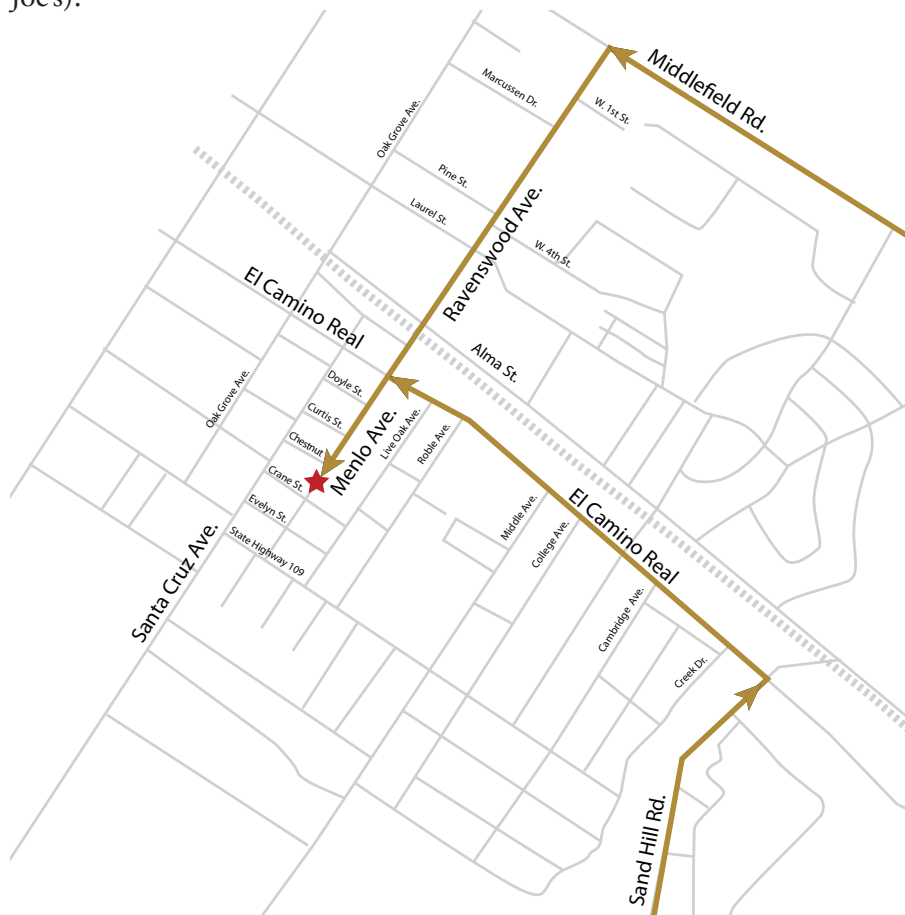 Joe's).
Middlefield Rd.
Marcussen Dr.
W. 1st St.
Oak Grove Ave.
Pine St.
Laurel St.
Ravenswood Ave.
W. 4th St.
El Camino Real
Alma St.
Doyle St.
Oak Grove Ave.
Curtis St.
Menlo Ave.
Live Oak Ave.
Roble Ave.
Chestnut
Crane St.
Evelyn St.
State Highway 109
Santa Cruz Ave.
Middle Ave.
College Ave.
El Camino Real
Cambridge Ave.
Creek Dr.
Sand Hill Rd.